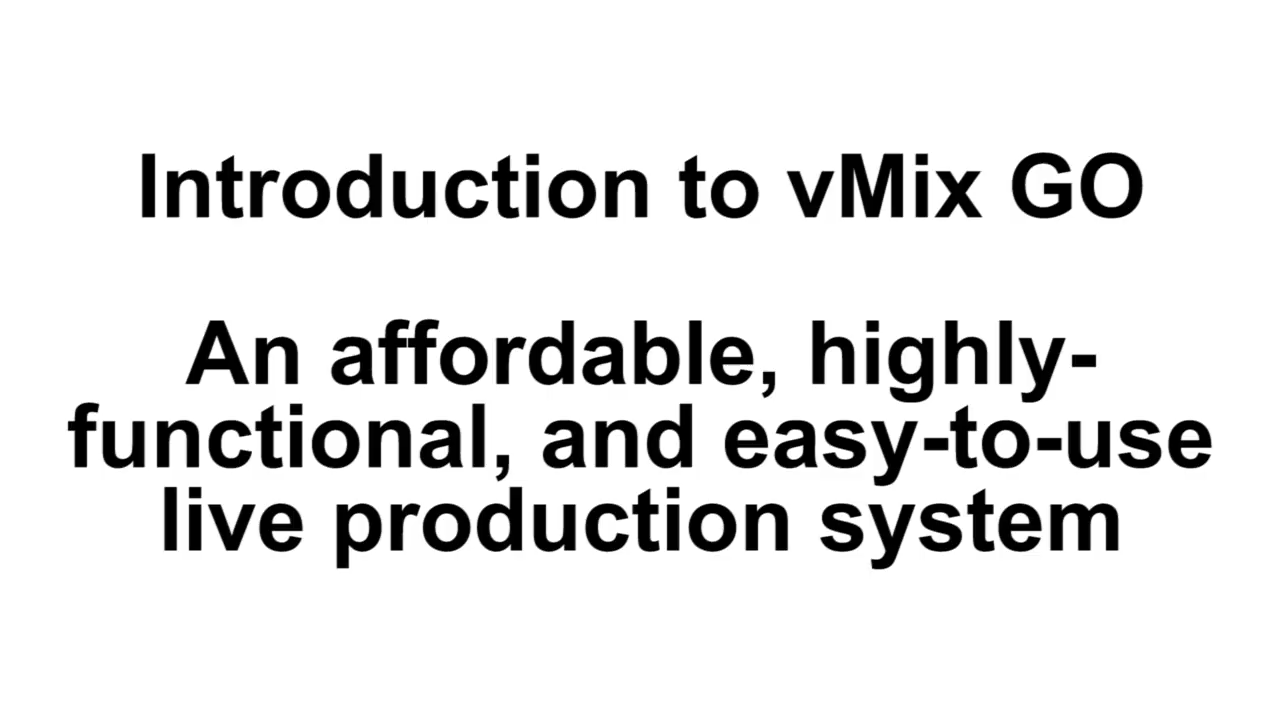 Introduction to vMix GO
An affordable, highly-
functional, and easy-to-use
live production system